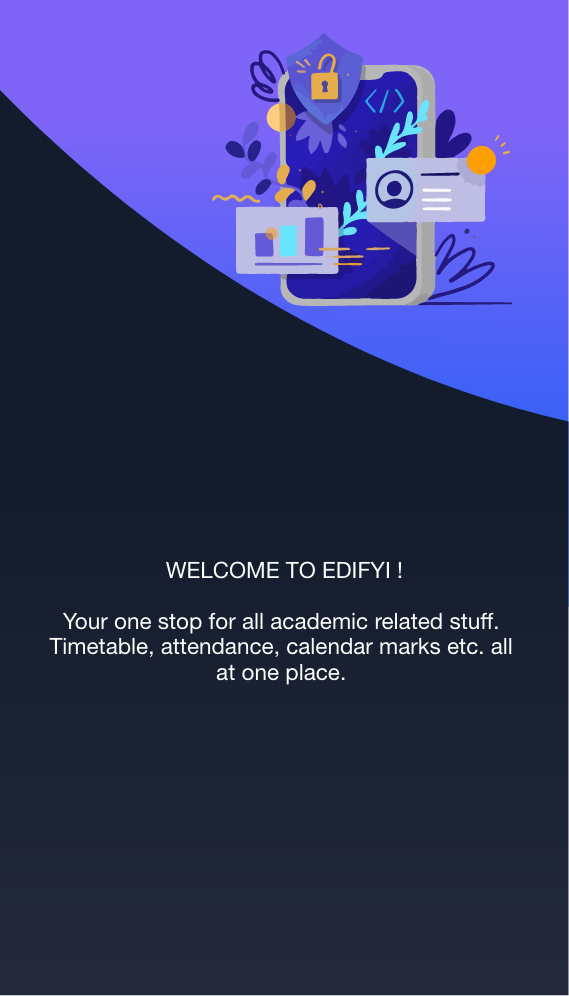 </>
WELCOME TO EDIFYI !
Your one stop for all academic related stuff.
Timetable, attendance, calendar marks etc. all
at one place.